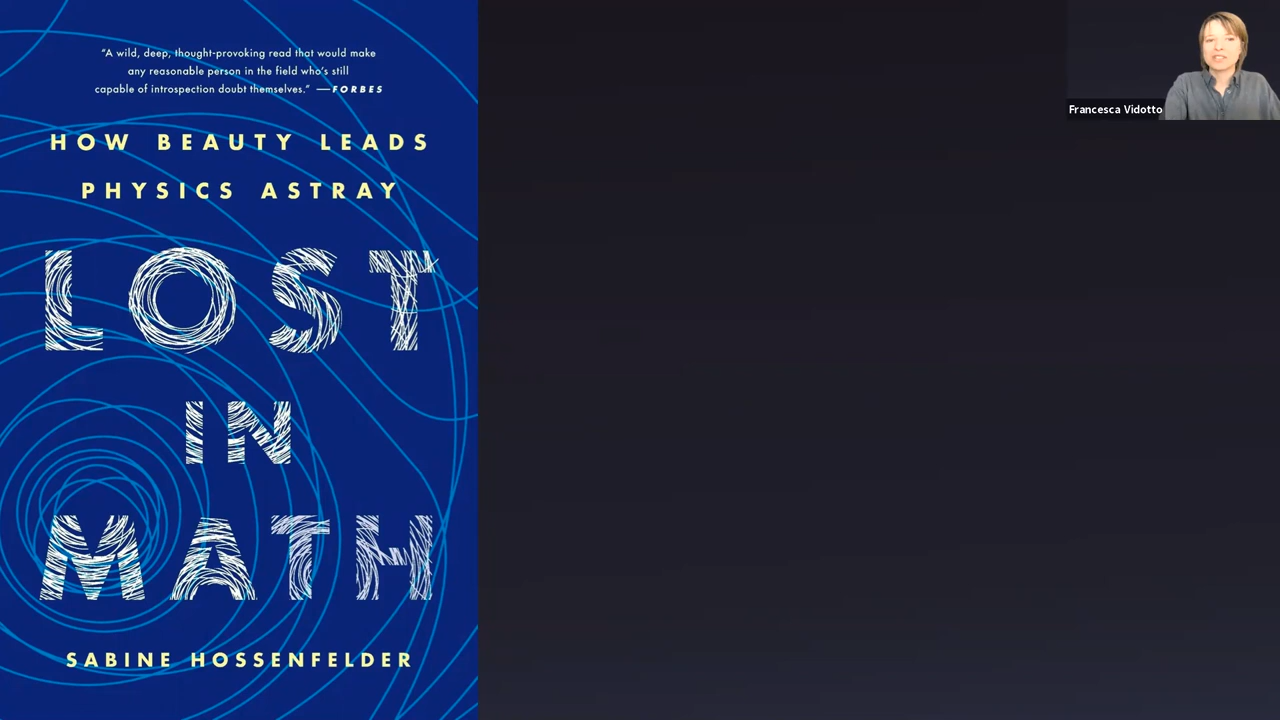 “A wild, deep, thought-provoking read that would make
any reasonable person in the field who’s still
capable of introspection doubt themselves.” —FORBES
HOW BEAUTY LEADS
PHYSICS ASTRAY
LOST
IN
MATH
SABINE HOSSENFELDER
Francesca Vidotto